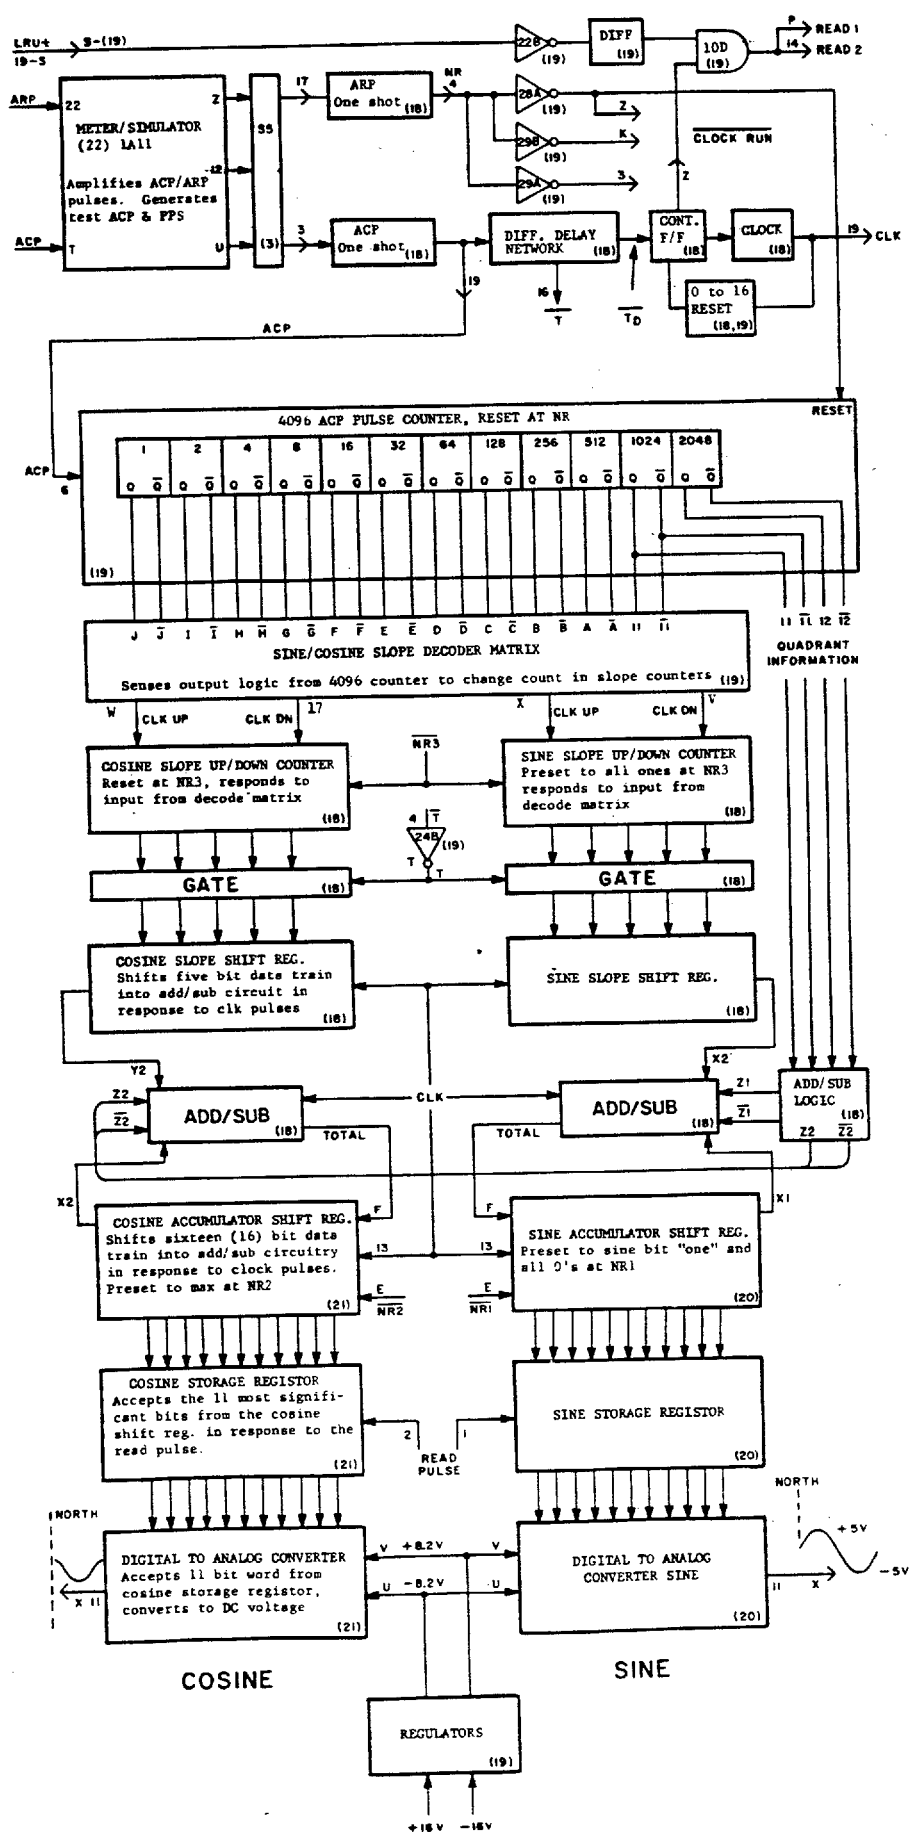 LRU+
19-S
S-(19)
22B
(19)
DIFF
(19)
10D
(19)
P
READ 1
14
READ 2
ARP
22
METER/SIMULATOR
(22) 1A11
Amplifies ACP/ARP
pulses. Generates
test ACP & PPS
ACP
T
Z
12
U
SS
(3)
17
ARP
One shot
(18)
NR
4
28A
(19)
Z
29B
(19)
K
29A
(19)
3
CLOCK RUN
Z
3
ACP
One shot
(18)
19
DIFF. DELAY
NETWORK
(18)
16
T
TD
CONT.
F/F
(18)
CLOCK
(18)
19
CLK
0 to 16
RESET
(18,19)
ACP
RESET
4096 ACP PULSE COUNTER, RESET AT NR
1 2 4 8 16 32 64 128 256 512 1024 2048
Q Q̅ Q Q̅ Q Q̅ Q Q̅ Q Q̅ Q Q̅ Q Q̅ Q Q̅ Q Q̅ Q Q̅ Q Q̅ Q Q̅
ACP
6
(19)
J J̅ I I̅ H H̅ G G̅ F F̅ E E̅ D D̅ C C̅ B B̅ A A̅ 11 1̅1̅
11 1̅1̅ 12 1̅2̅
QUADRANT
INFORMATION
SINE/COSINE SLOPE DECODER MATRIX
Senses output logic from 4096 counter to change count in slope counters
(19)
W
CLK UP
CLK DN
17
X
CLK UP
CLK DN
V
COSINE SLOPE UP/DOWN COUNTER
Reset at NR3, responds to
input from decode matrix
(18)
N̅R̅3̅
SINE SLOPE UP/DOWN COUNTER
Preset to all ones at NR3
responds to input from
decode matrix
(18)
4
T̅
24B
(19)
T
T
GATE
(18)
GATE
(18)
COSINE SLOPE SHIFT REG.
Shifts five bit data train
into add/sub circuit in
response to clk pulses
(18)
SINE SLOPE SHIFT REG.
(18)
Y2
X2
Z2
Z̅2̅
ADD/SUB
(18)
CLK
ADD/SUB
(18)
Z1
Z̅1̅
ADD/SUB
LOGIC
(18)
Z2 Z̅2̅
TOTAL
TOTAL
X2
X1
COSINE ACCUMULATOR SHIFT REG.
Shifts sixteen (16) bit data
train into add/sub circuitry
in response to clock pulses.
Preset to max at NR2
(21)
F
13
E
N̅R̅2̅
F
13
E
N̅R̅1̅
SINE ACCUMULATOR SHIFT REG.
Preset to sine bit "one" and
all 0's at NR1
(20)
COSINE STORAGE REGISTOR
Accepts the 11 most signifi-
cant bits from the cosine
shift reg. in response to the
read pulse.
(21)
2
1
READ
PULSE
SINE STORAGE REGISTOR
(20)
NORTH
X 11
DIGITAL TO ANALOG CONVERTER
Accepts 11 bit word from
cosine storage registor,
converts to DC voltage
(21)
V +8.2V V
U -8.2V U
DIGITAL TO ANALOG
CONVERTER SINE
(20)
NORTH
+5V
-5V
11 X
COSINE
SINE
REGULATORS
(19)
+15V -15V